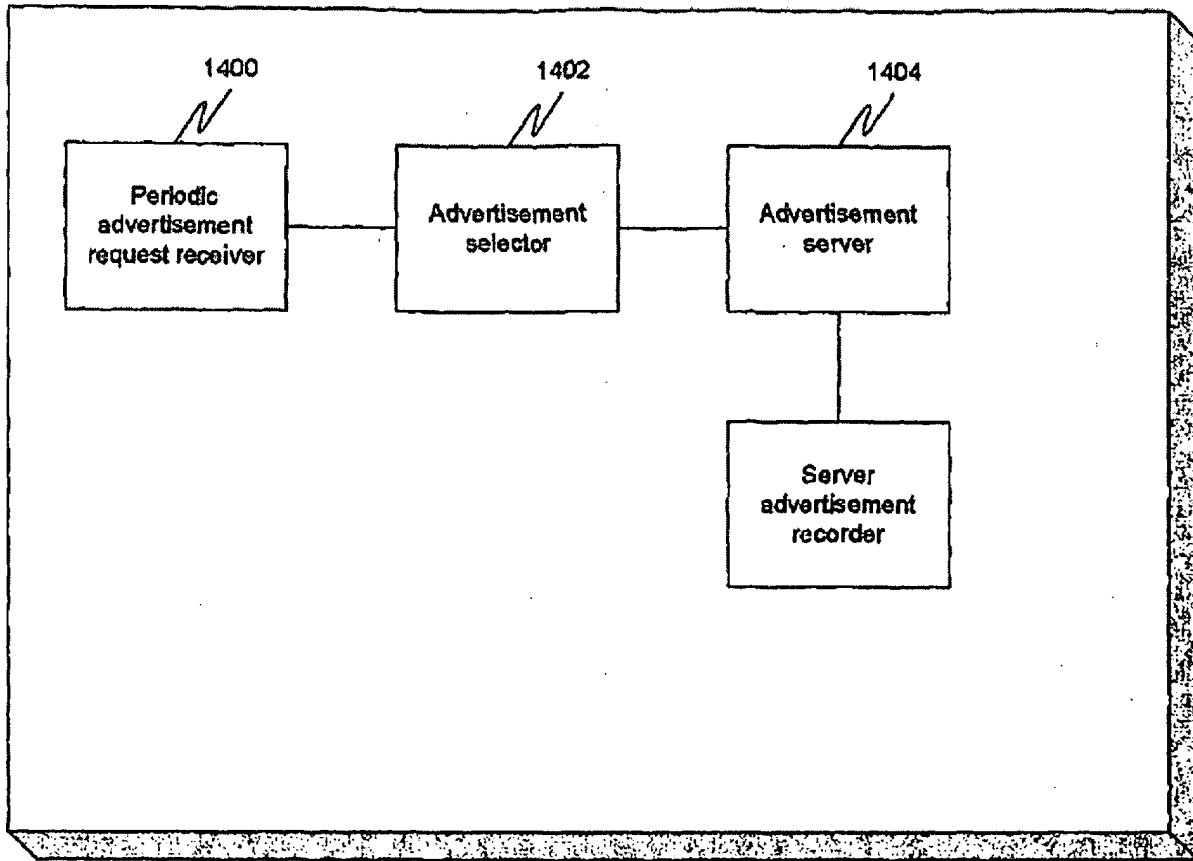 1400
1402
1404
Periodic
advertisement
request receiver
Advertisement
selector
Advertisement
server
Server
advertisement
recorder